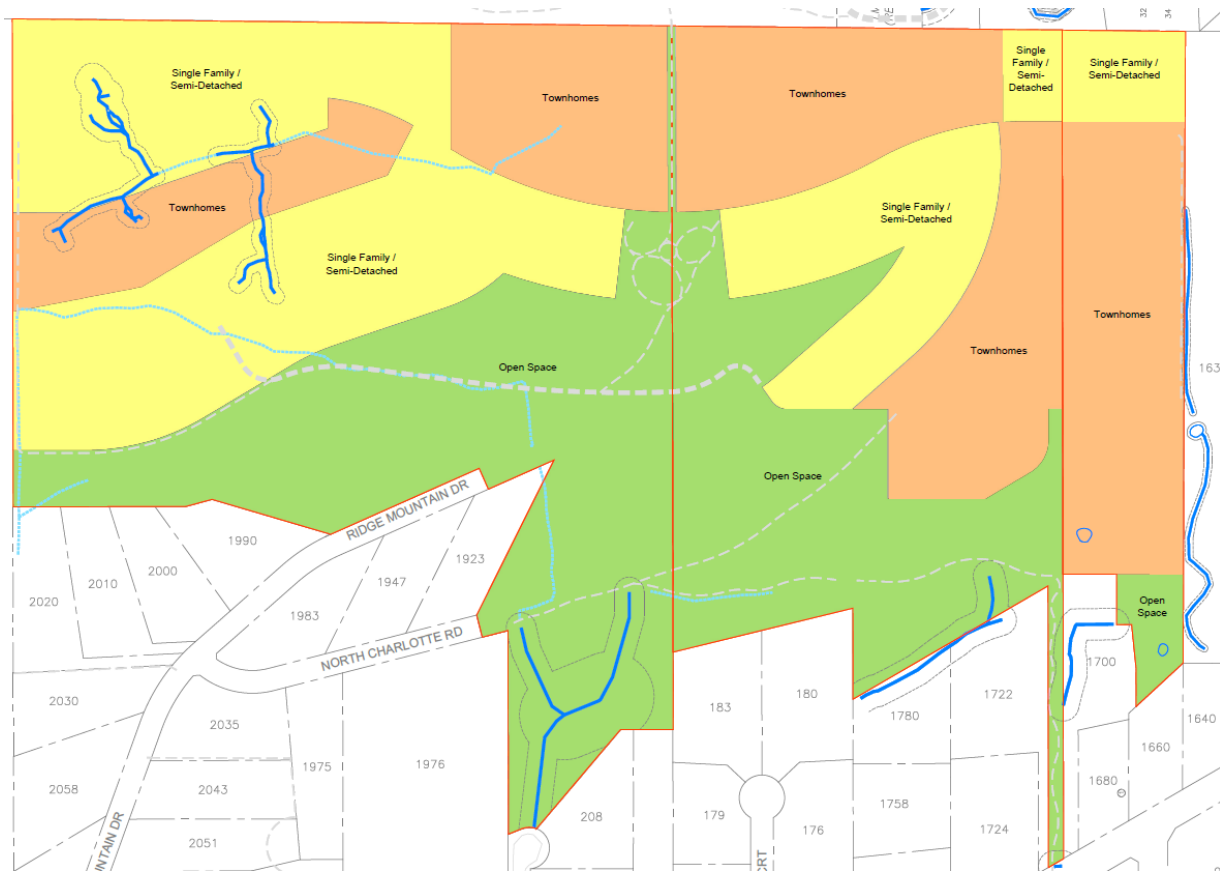 32
34
Single Family /
Semi-Detached
Townhomes
Townhomes
Single
Family /
Semi-
Detached
Single Family /
Semi-Detached
Townhomes
Single Family /
Semi-Detached
Single Family /
Semi-Detached
Townhomes
Townhomes
163
Open Space
Open Space
RIDGE MOUNTAIN DR
1990
2000
2010
2020
1923
1947
1983
NORTH CHARLOTTE RD
Open
Space
1700
2030
2035
183
180
1780
1722
1640
1660
1975
1976
2058
2043
1680
208
179
176
1758
1724
2051
NTAIN DR
CRT